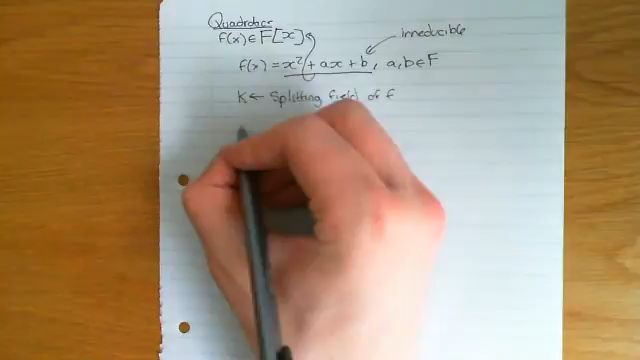 Quadratics
f(x) ∈ F[x]
irreducible
f(x) = x² + ax + b, a, b ∈ F
K ← Splitting field of f